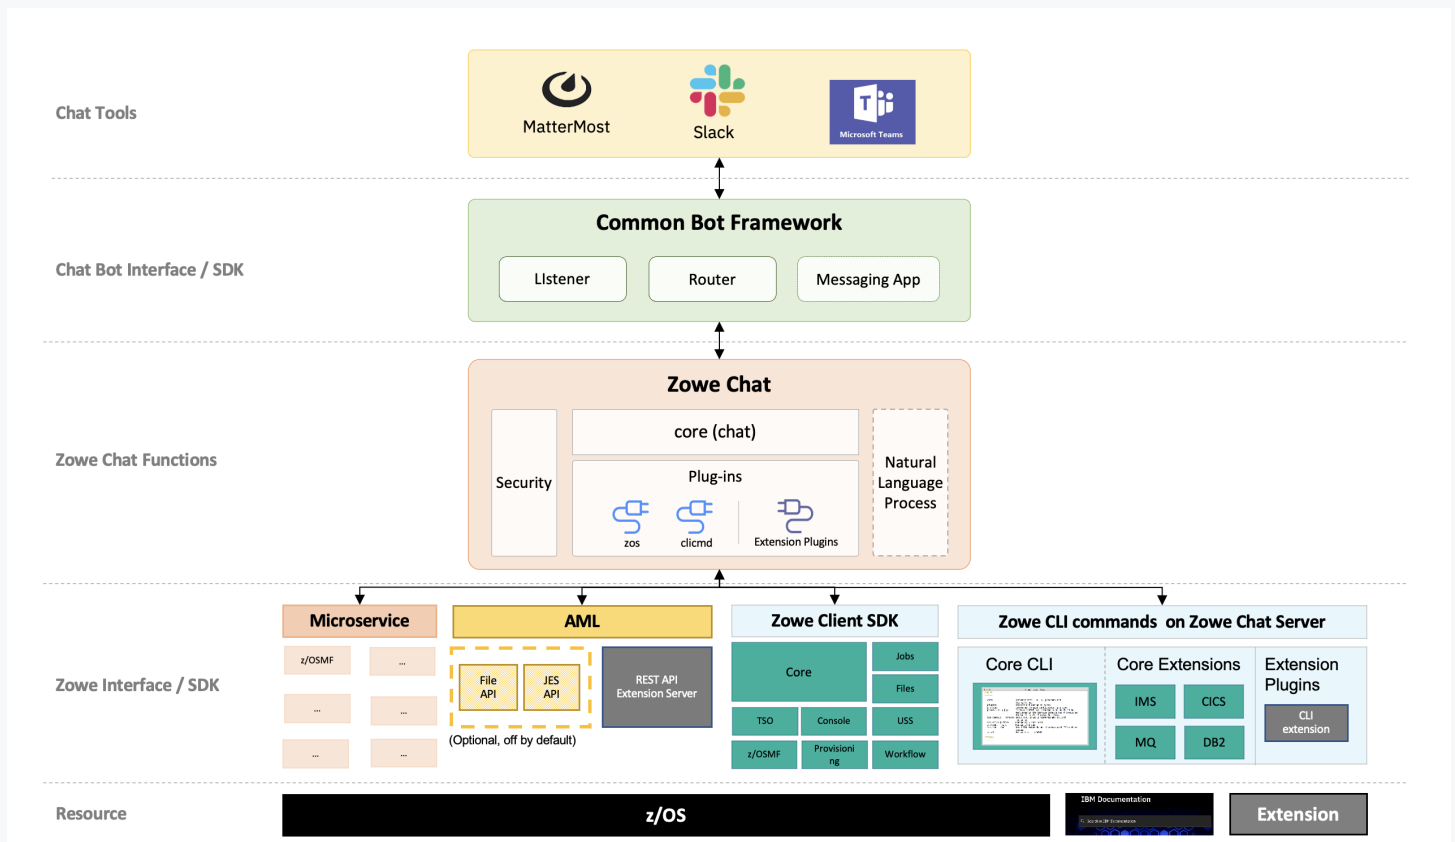 Chat Tools
MatterMost
Slack
Microsoft Teams
Chat Bot Interface / SDK
Common Bot Framework
LIstener
Router
Messaging App
Zowe Chat Functions
Zowe Chat
Security
core (chat)
Plug-ins
zos
clicmd
Extension Plugins
Natural
Language
Process
Zowe Interface / SDK
Microservice
z/OSMF
...
...
...
...
...
AML
File
API
JES
API
(Optional, off by default)
REST API
Extension Server
Zowe Client SDK
Core
Jobs
Files
TSO
Console
USS
z/OSMF
Provisioni
ng
Workflow
Zowe CLI commands on Zowe Chat Server
Core CLI
Core Extensions
IMS
CICS
MQ
DB2
Extension
Plugins
CLI
extension
Resource
z/OS
IBM Documentation
Extension